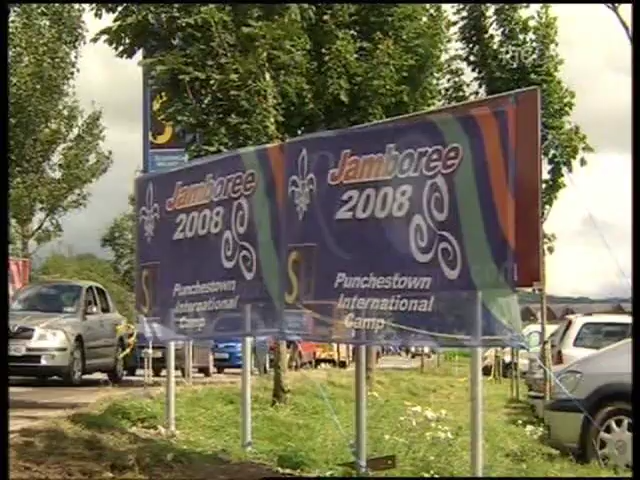 Jamboree
2008
Punchestown
International
Camp
Jamboree
2008
Punchestown
International
Camp